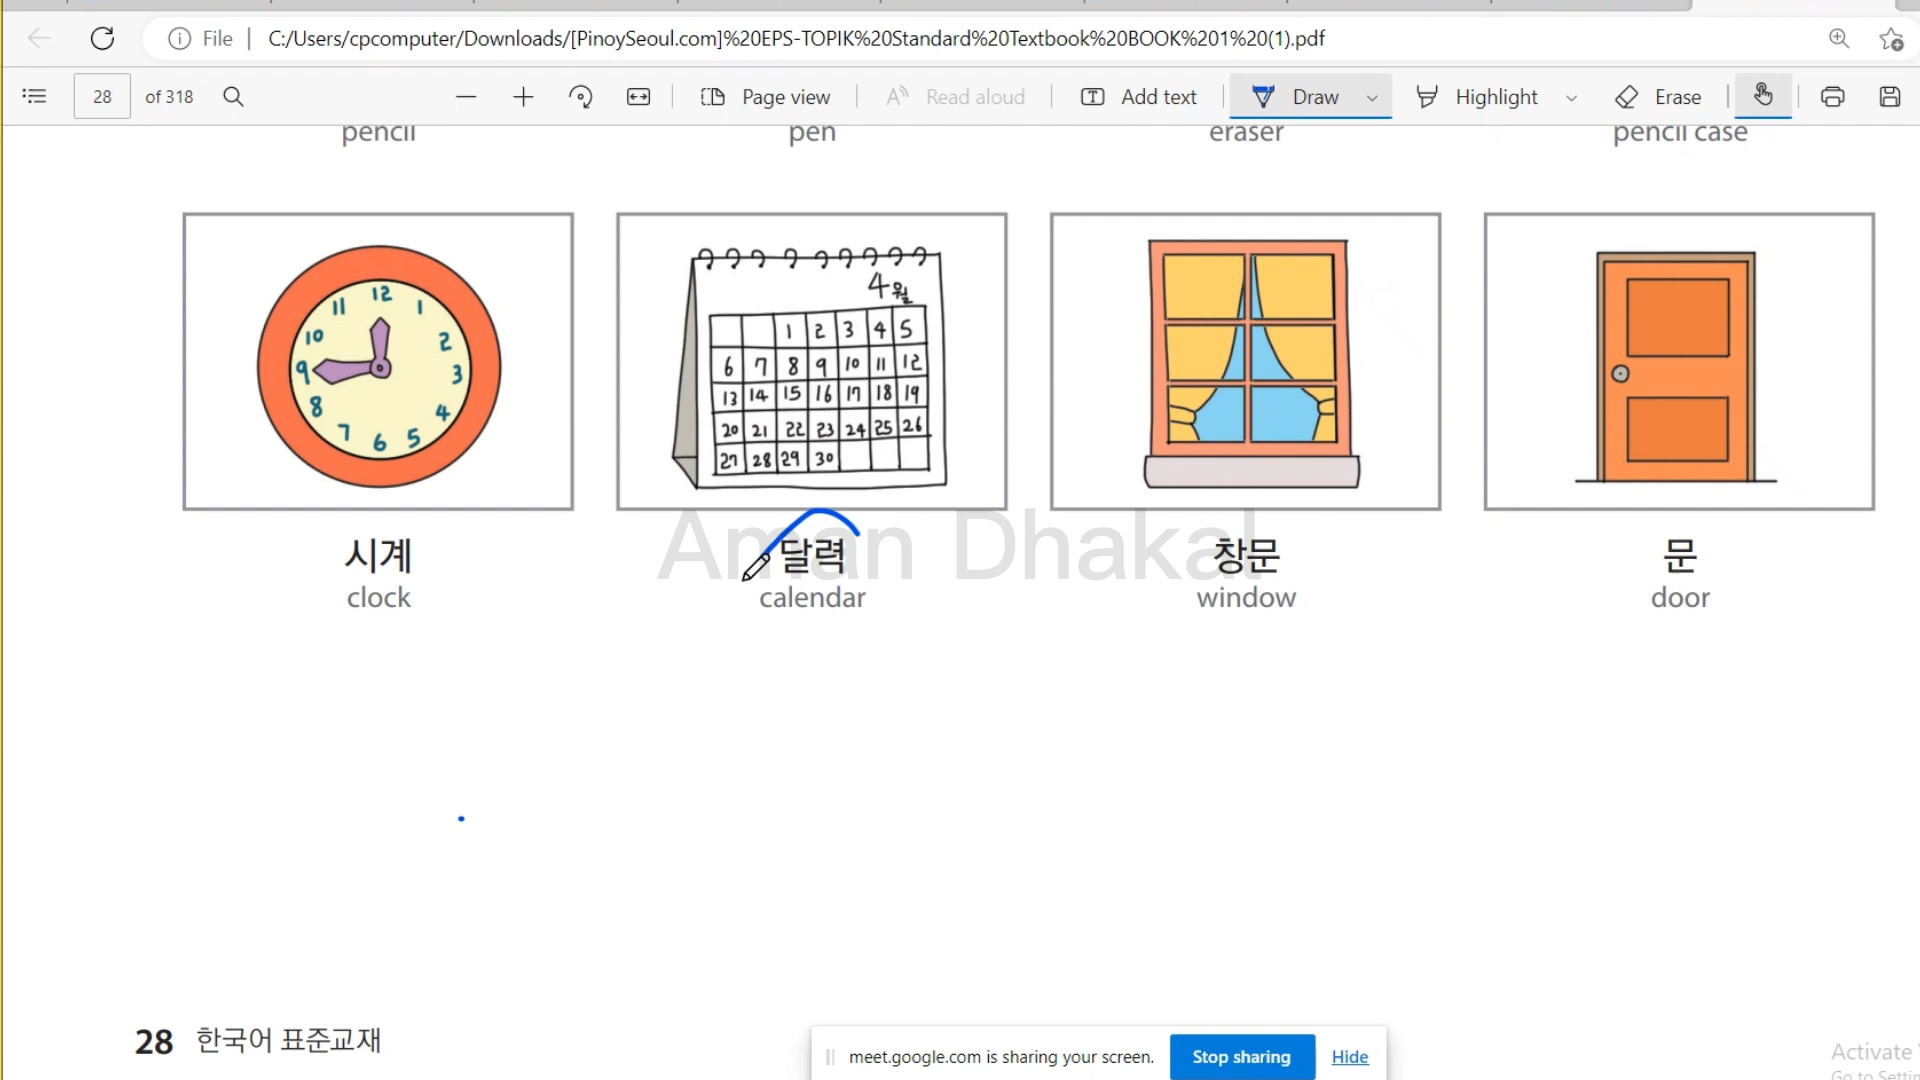 File | C:/Users/cpcomputer/Downloads/[PinoySeoul.com]%20EPS-TOPIK%20Standard%20Textbook%20BOOK%201%20(1).pdf
28 of 318 Page view Read aloud Add text Draw Highlight Erase
pencil pen eraser pencil case
12 1 2 3 4 5 6 7 8 9 10 11
4월
1 2 3 4 5
6 7 8 9 10 11 12
13 14 15 16 17 18 19
20 21 22 23 24 25 26
27 28 29 30
Aman Dhakal
시계 달력 창문 문
clock calendar window door
28 한국어 표준교재
meet.google.com is sharing your screen. Stop sharing Hide
Activate
Go to